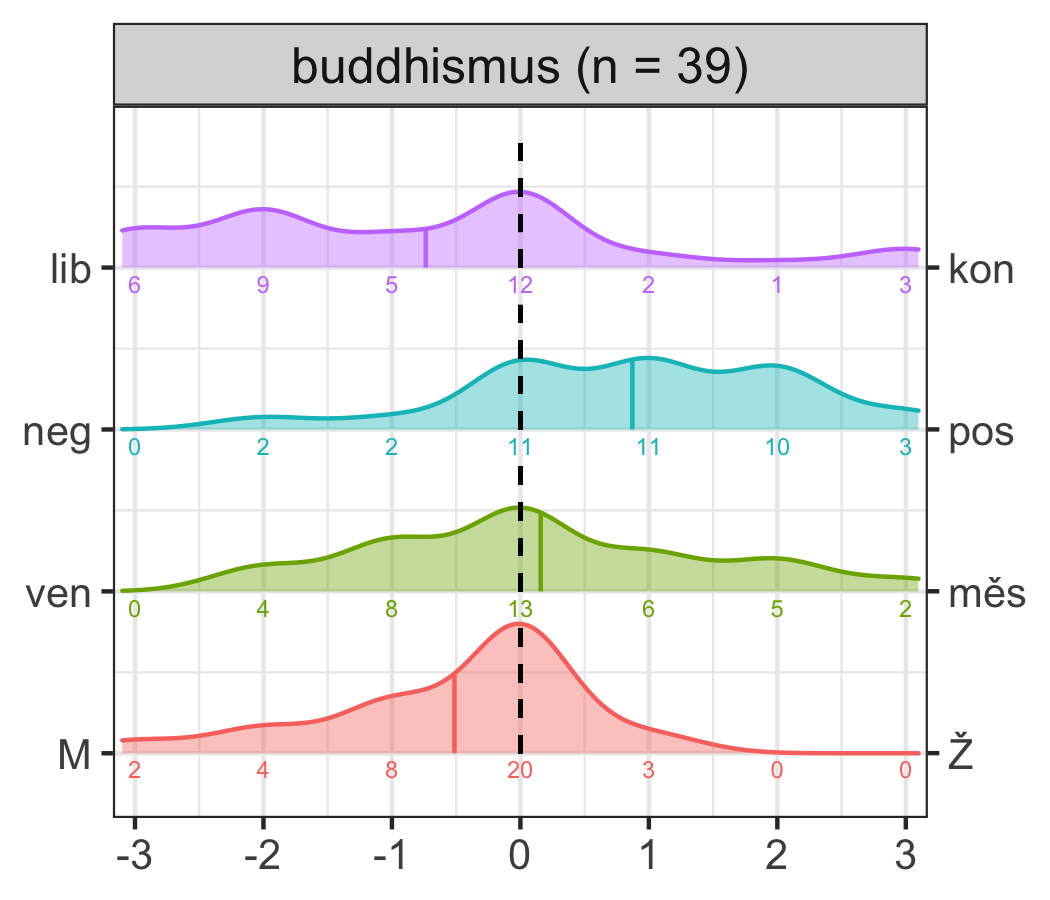 buddhismus (n = 39)
lib kon
6 9 5 12 2 1 3
neg pos
0 2 2 11 11 10 3
ven měs
0 4 8 13 6 5 2
M Ž
2 4 8 20 3 0 0
-3 -2 -1 0 1 2 3